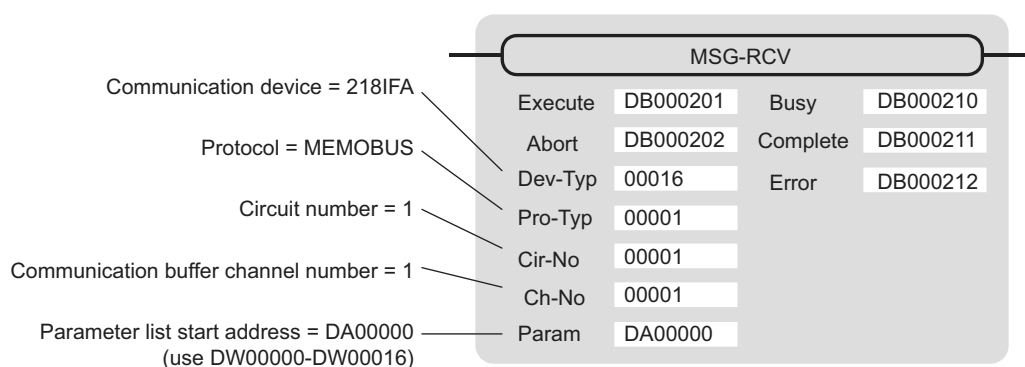 MSG-RCV
Communication device = 218IFA
Execute DB000201 Busy DB000210
Protocol = MEMOBUS
Abort DB000202 Complete DB000211
Dev-Typ 00016 Error DB000212
Circuit number = 1
Pro-Typ 00001
Cir-No 00001
Communication buffer channel number = 1
Ch-No 00001
Parameter list start address = DA00000
(use DW00000-DW00016)
Param DA00000